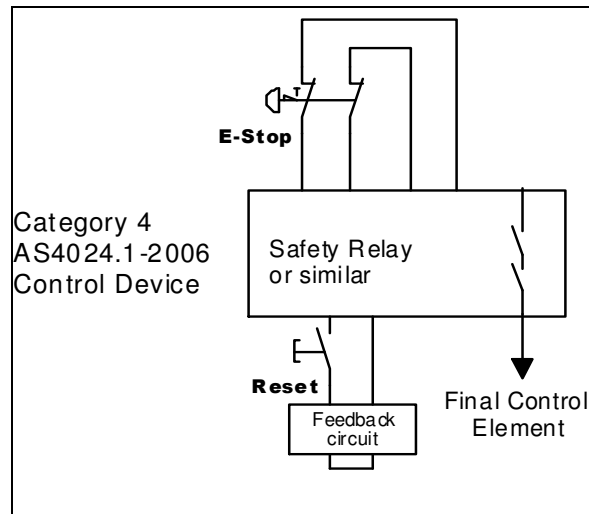 T
E-Stop
Category 4
AS4024.1-2006
Control Device
Safety Relay
or similar
Reset
Feedback
circuit
Final Control
Element